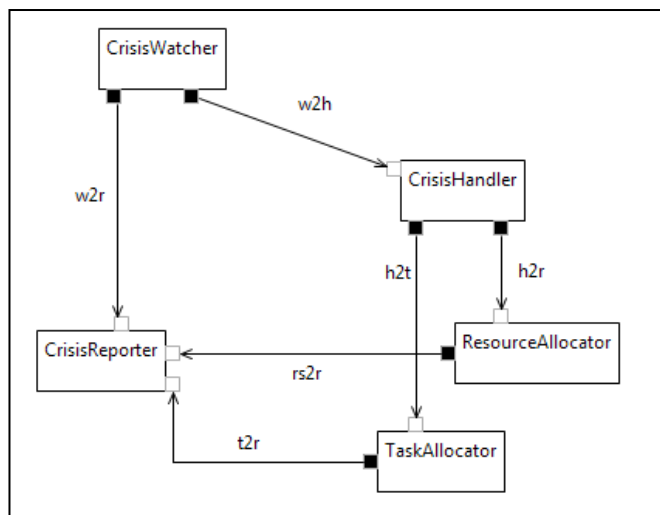 CrisisWatcher
w2h
CrisisHandler
w2r
h2t
h2r
CrisisReporter
ResourceAllocator
rs2r
TaskAllocator
t2r